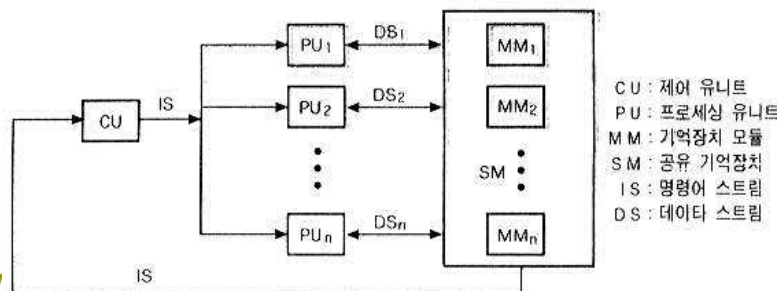 PU₁ DS₁ MM₁
IS
CU
PU₂ DS₂ MM₂
SM
PUₙ DSₙ MMₙ
IS
CU : 제어 유니트
PU : 프로세싱 유니트
MM : 기억장치 모듈
SM : 공유 기억장치
IS : 명령어 스트림
DS : 데이타 스트림